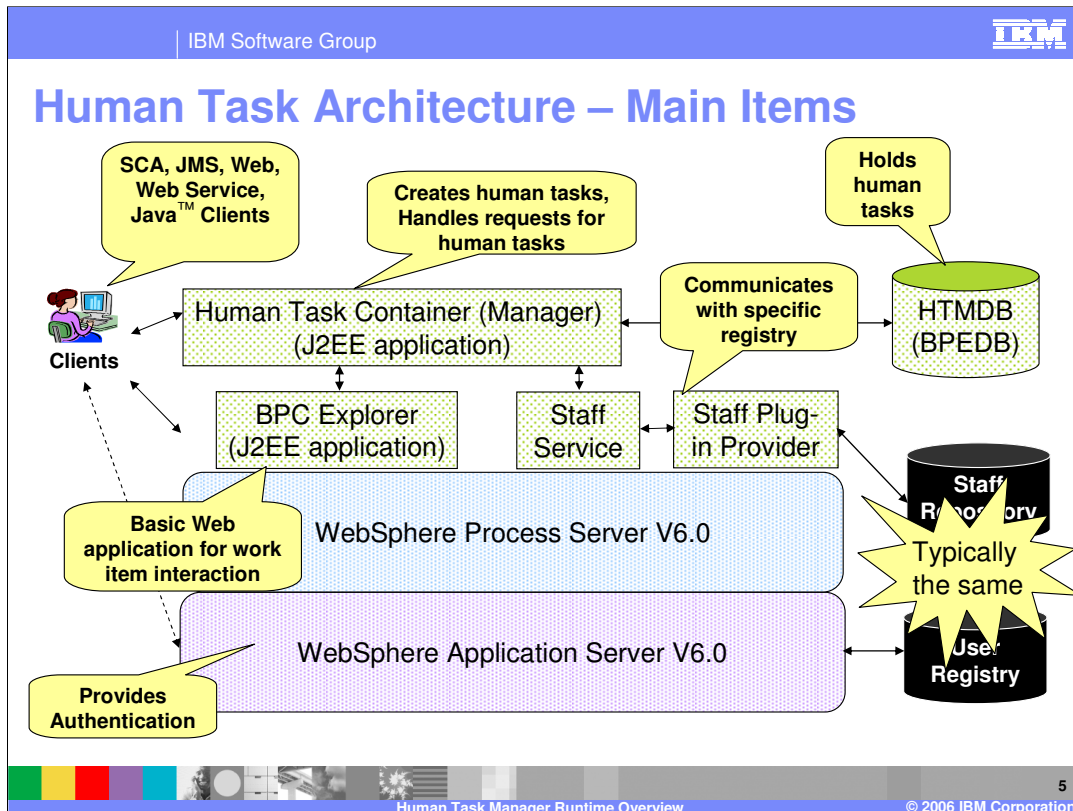 IBM Software Group
IBM
Human Task Architecture – Main Items
SCA, JMS, Web,
Web Service,
Java™ Clients
Creates human tasks,
Handles requests for
human tasks
Holds
human
tasks
Communicates
with specific
registry
Clients
Human Task Container (Manager)
(J2EE application)
HTMDB
(BPEDB)
BPC Explorer
(J2EE application)
Staff
Service
Staff Plug-
in Provider
Staff
Repository
Basic Web
application for work
item interaction
WebSphere Process Server V6.0
Typically
the same
WebSphere Application Server V6.0
User
Registry
Provides
Authentication
5
Human Task Manager Runtime Overview
© 2006 IBM Corporation